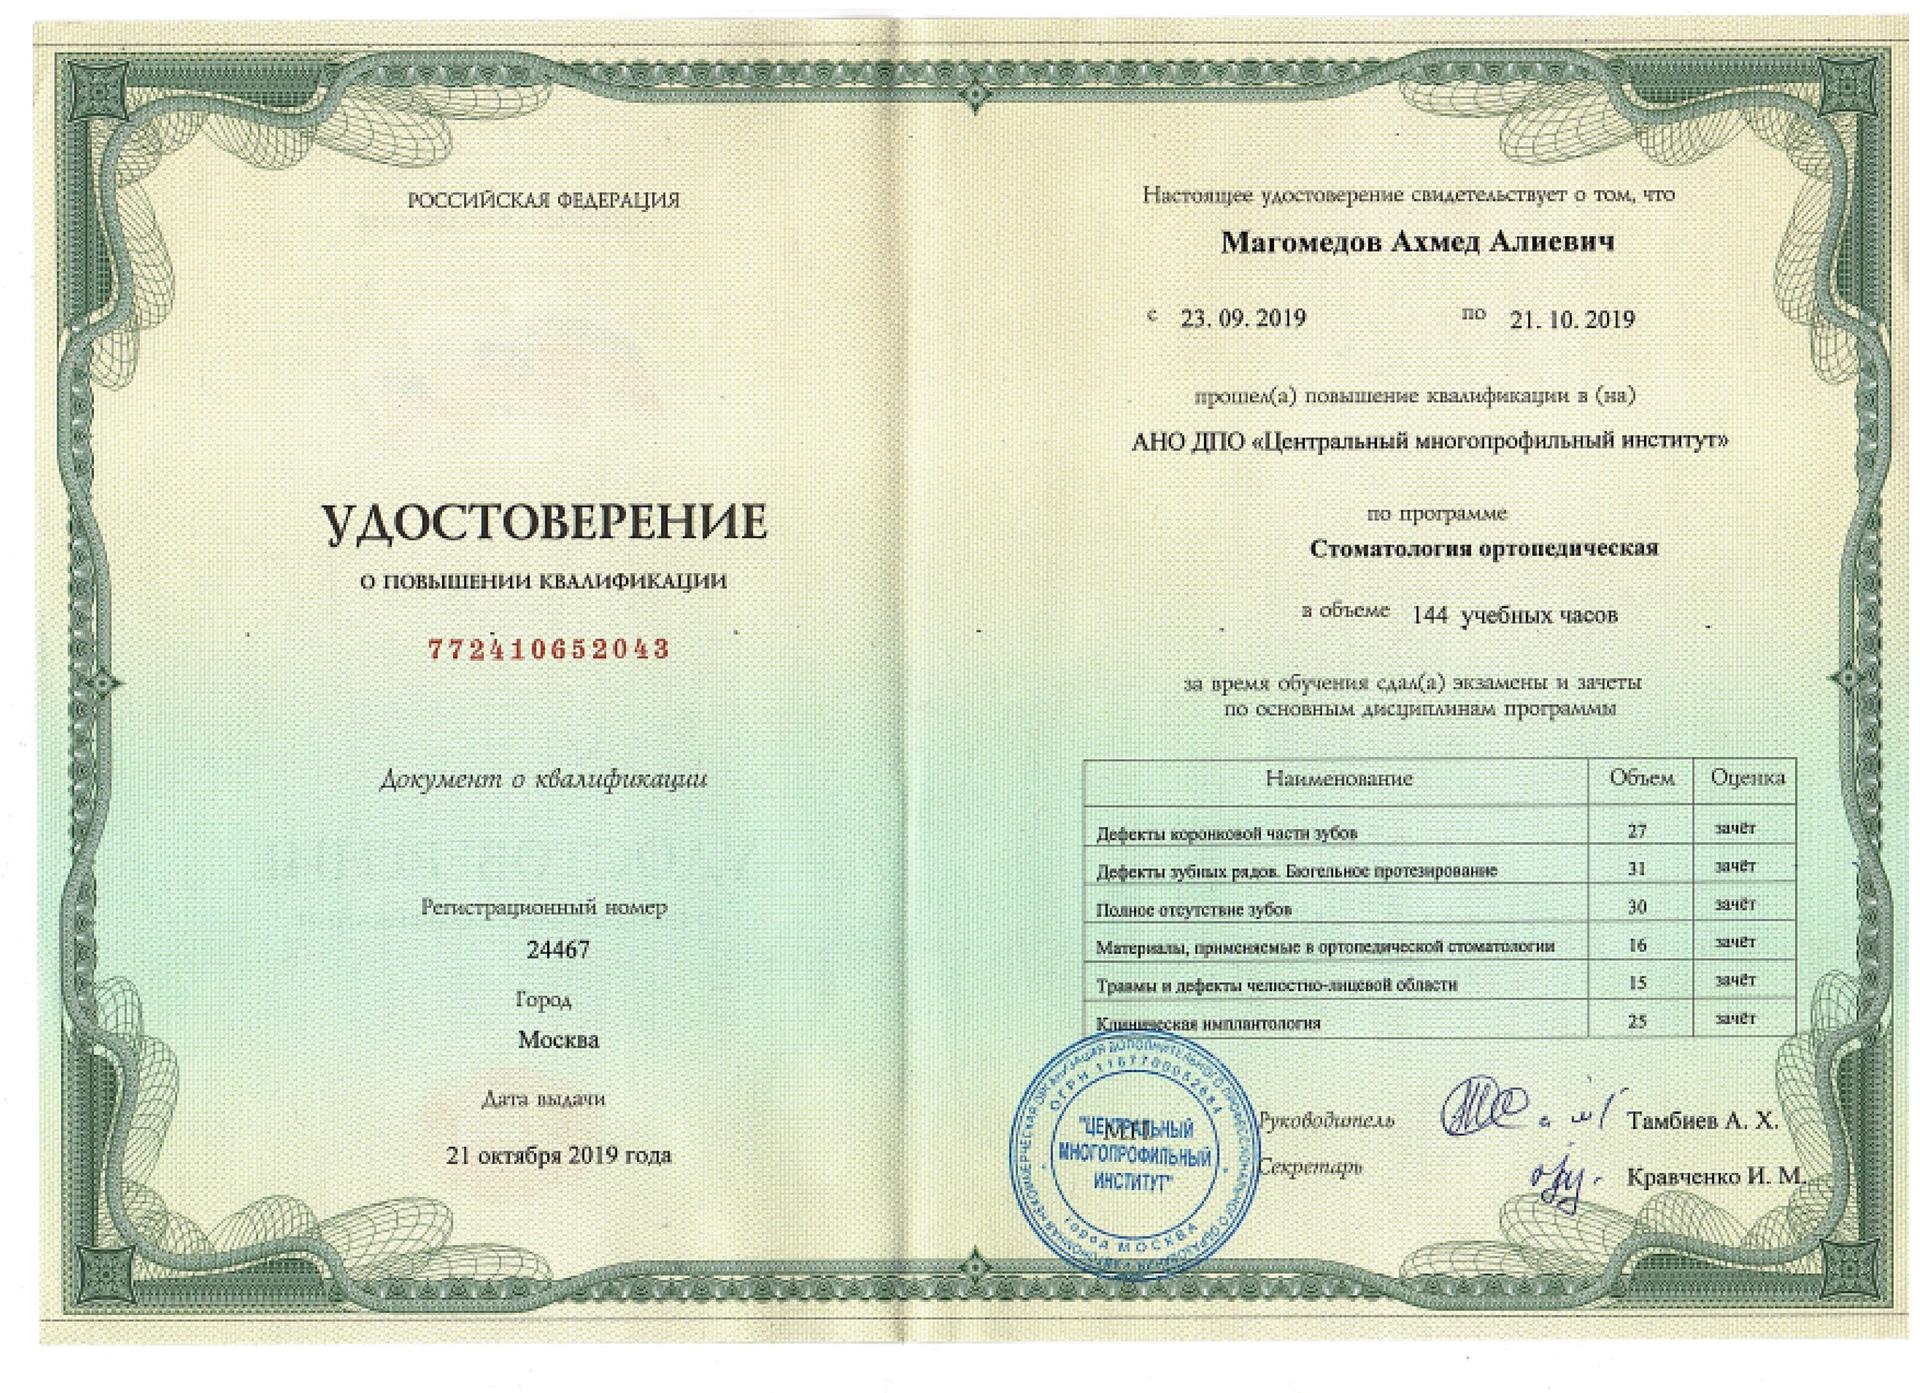 РОССИЙСКАЯ ФЕДЕРАЦИЯ
УДОСТОВЕРЕНИЕ
О ПОВЫШЕНИИ КВАЛИФИКАЦИИ
772410652043
Документ о квалификации
Регистрационный номер
24467
Город
Москва
Дата выдачи
21 октября 2019 года
Настоящее удостоверение свидетельствует о том, что
Магомедов Ахмед Алиевич
с 23. 09. 2019 по 21. 10. 2019
прошел(а) повышение квалификации в (на)
АНО ДПО «Центральный многопрофильный институт»
по программе
Стоматология ортопедическая
в объеме 144 учебных часов
за время обучения сдал(а) экзамены и зачеты
по основным дисциплинам программы
Наименование Объем Оценка
Дефекты коронковой части зубов 27 зачёт
Дефекты зубных рядов. Бюгельное протезирование 31 зачёт
Полное отсутствие зубов 30 зачёт
Материалы, применяемые в ортопедической стоматологии 16 зачёт
Травмы и дефекты челюстно-лицевой области 15 зачёт
Клиническая имплантология 25 зачёт
Руководитель Тамбиев А. Х.
Секретарь Кравченко И. М.
М.П.
"ЦЕНТРАЛЬНЫЙ
МНОГОПРОФИЛЬНЫЙ
ИНСТИТУТ"
ГОРОД МОСКВА
ОГРН